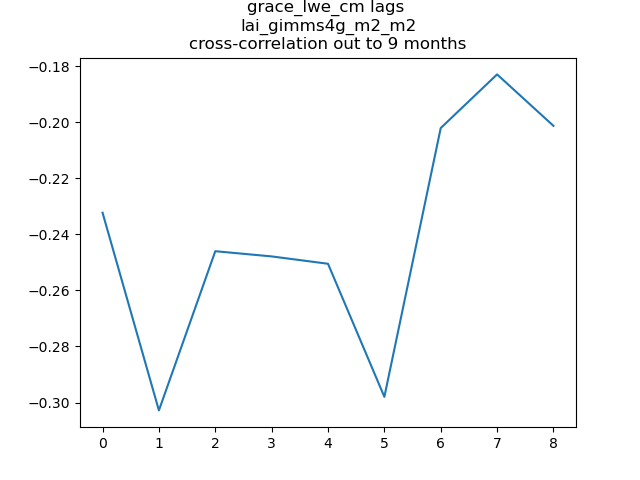 grace_lwe_cm lags
lai_gimms4g_m2_m2
cross-correlation out to 9 months
−0.18
−0.20
−0.22
−0.24
−0.26
−0.28
−0.30
0 1 2 3 4 5 6 7 8